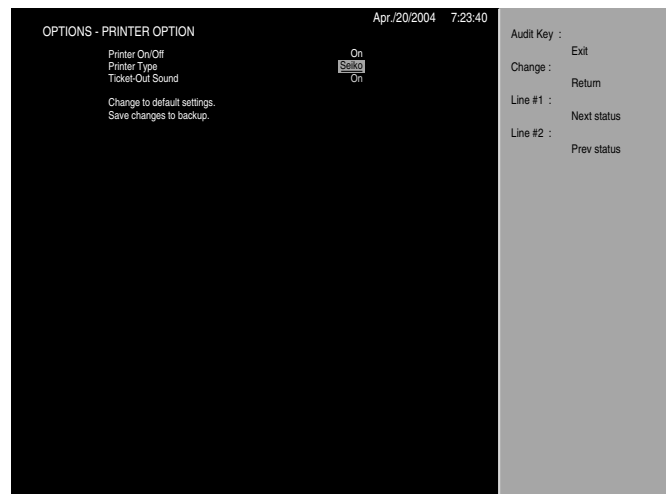 Apr./20/2004 7:23:40
OPTIONS - PRINTER OPTION
Printer On/Off On
Printer Type Seiko
Ticket-Out Sound On
Change to default settings.
Save changes to backup.
Audit Key :
Exit
Change :
Return
Line #1 :
Next status
Line #2 :
Prev status